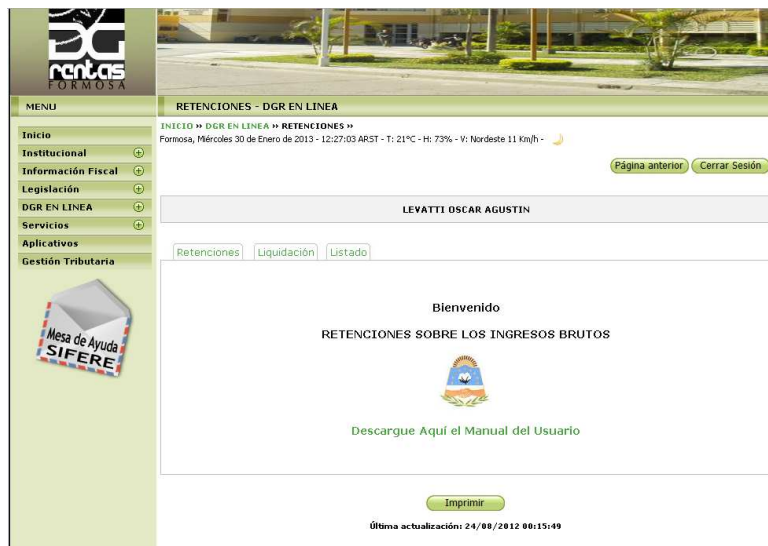 DG
rentas
FORMOSA
MENU
Inicio
Institucional
Información Fiscal
Legislación
DGR EN LINEA
Servicios
Aplicativos
Gestión Tributaria
Mesa de Ayuda
SIFERE
RETENCIONES - DGR EN LINEA
INICIO ›› DGR EN LINEA ›› RETENCIONES ››
Formosa, Miércoles 30 de Enero de 2013 - 12:27:03 ARST - T: 21°C - H: 73% - V: Nordeste 11 Km/h -
Página anterior Cerrar Sesión
LEVATTI OSCAR AGUSTIN
Retenciones Liquidación Listado
Bienvenido
RETENCIONES SOBRE LOS INGRESOS BRUTOS
Descargue Aquí el Manual del Usuario
Imprimir
Última actualización: 24/08/2012 00:15:49